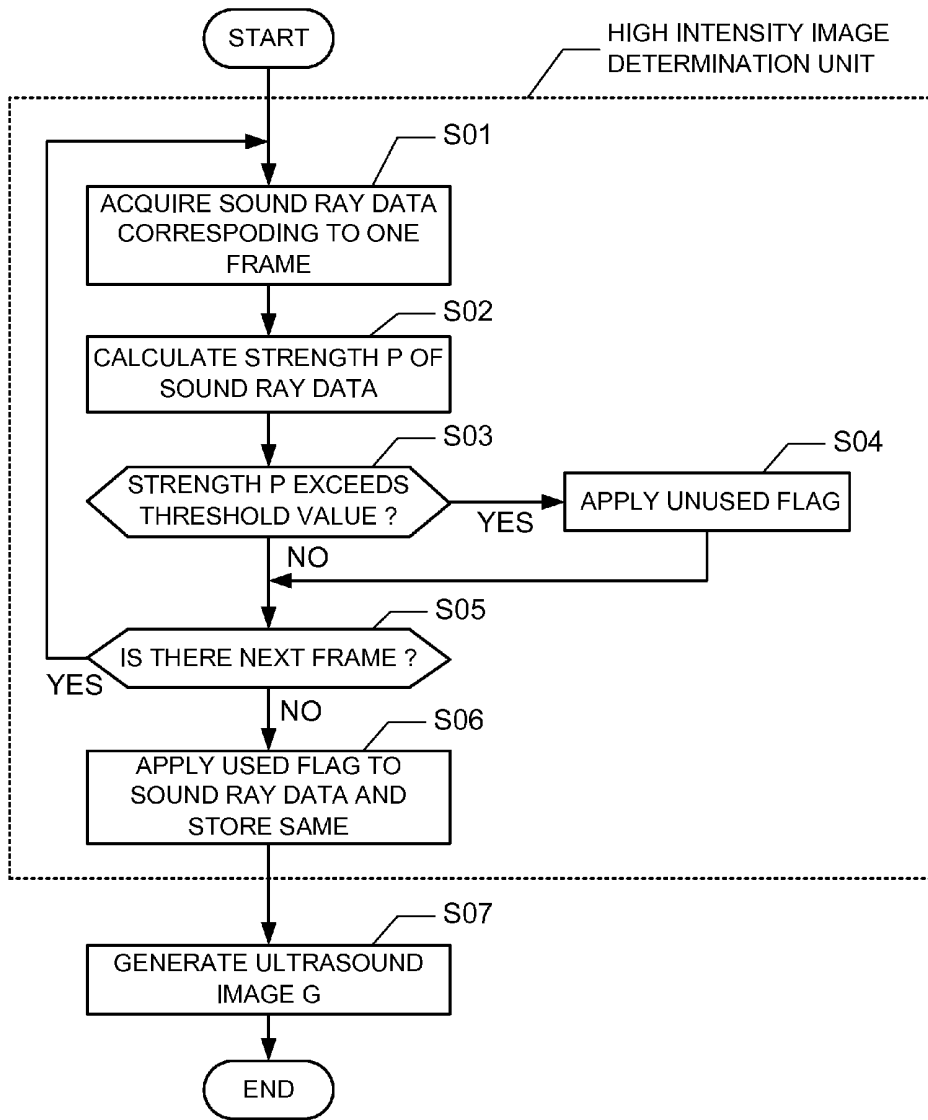 START
HIGH INTENSITY IMAGE
DETERMINATION UNIT
S01
ACQUIRE SOUND RAY DATA
CORRESPODING TO ONE
FRAME
S02
CALCULATE STRENGTH P OF
SOUND RAY DATA
S03
STRENGTH P EXCEEDS
THRESHOLD VALUE ?
YES
S04
APPLY UNUSED FLAG
NO
S05
IS THERE NEXT FRAME ?
YES
NO
S06
APPLY USED FLAG TO
SOUND RAY DATA AND
STORE SAME
S07
GENERATE ULTRASOUND
IMAGE G
END